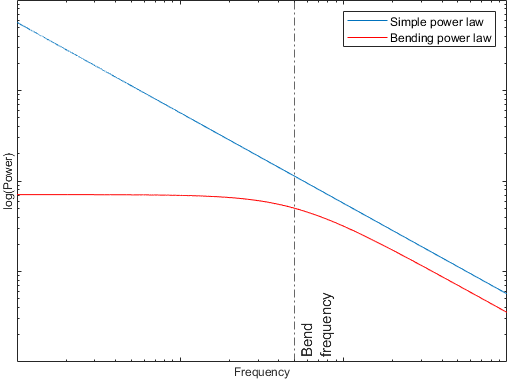 Simple power law
Bending power law
log(Power)
Bend
frequency
Frequency